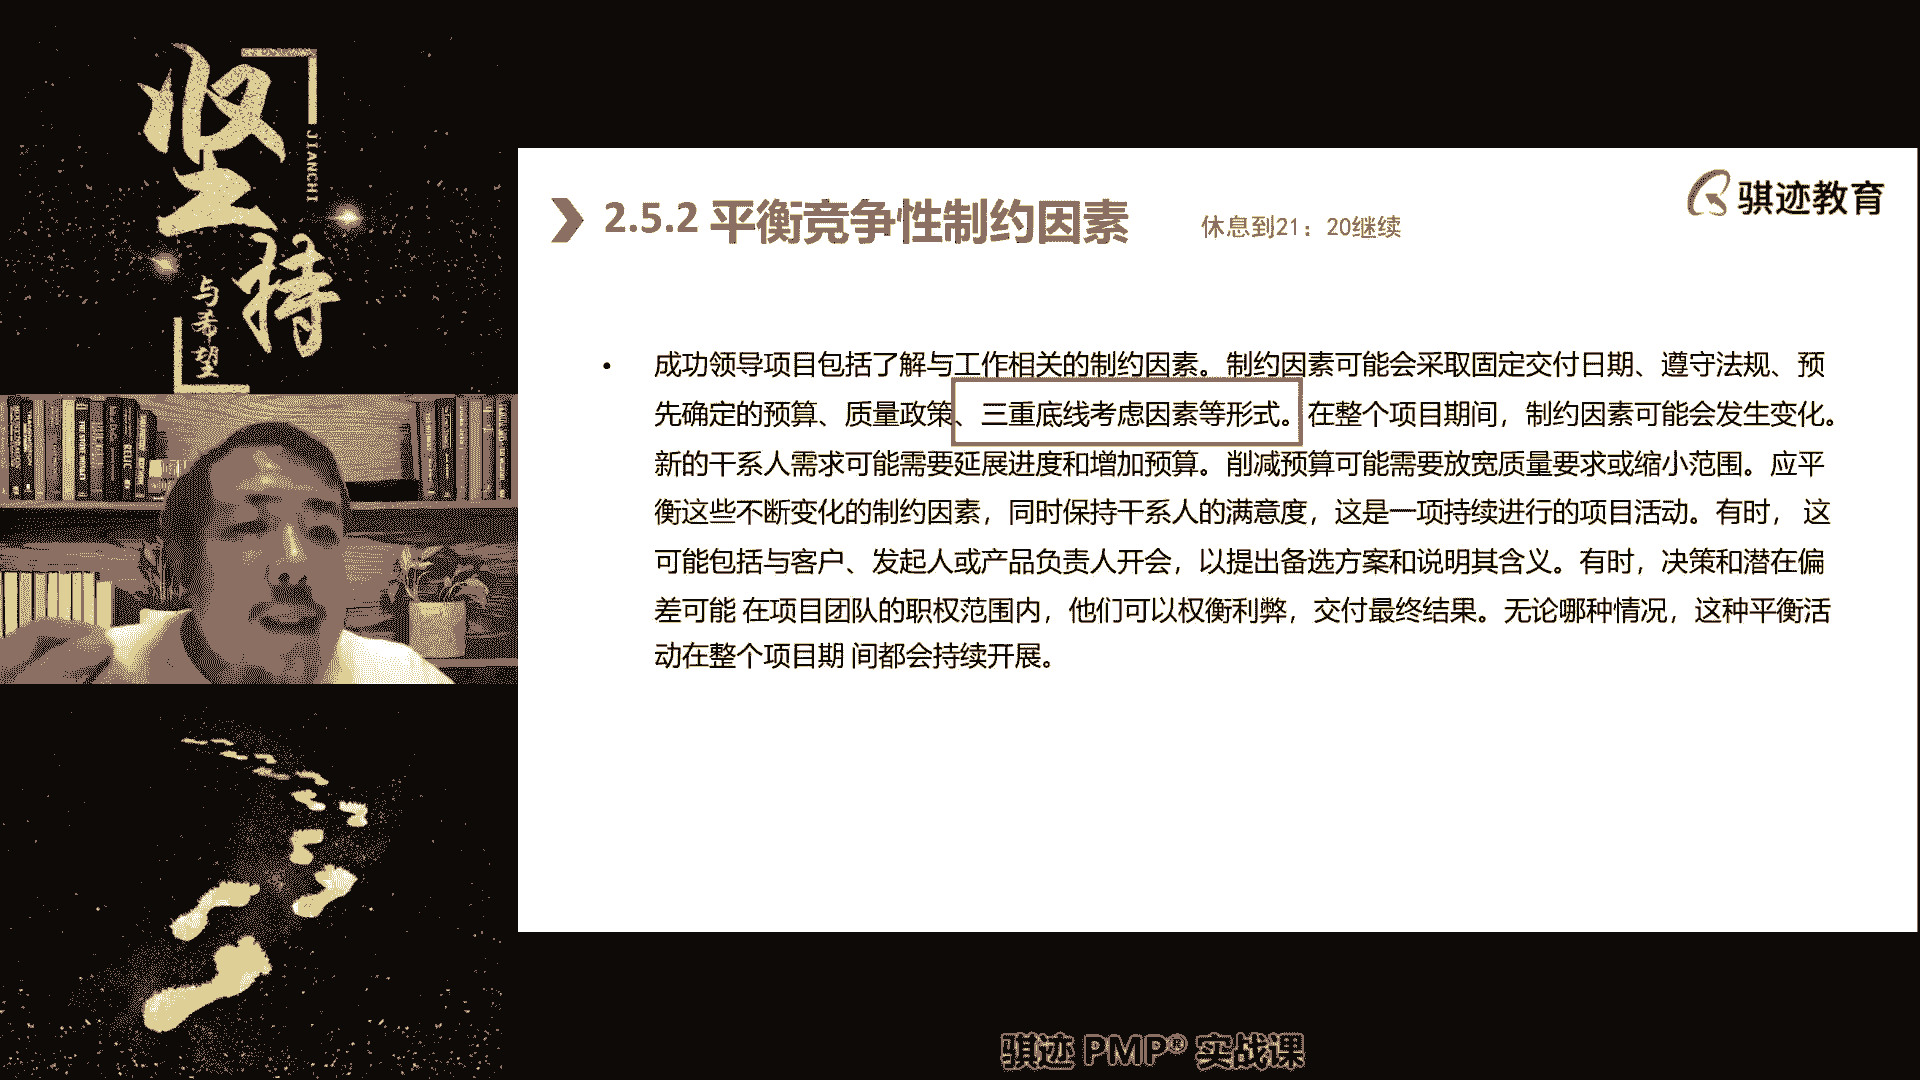 坚持
JIANCHI
与希望
骐迹教育
2.5.2 平衡竞争性制约因素
休息到21：20继续
• 成功领导项目包括了解与工作相关的制约因素。制约因素可能会采取固定交付日期、遵守法规、预
先确定的预算、质量政策、三重底线考虑因素等形式。在整个项目期间，制约因素可能会发生变化。
新的干系人需求可能需要延展进度和增加预算。削减预算可能需要放宽质量要求或缩小范围。应平
衡这些不断变化的制约因素，同时保持干系人的满意度，这是一项持续进行的项目活动。有时， 这
可能包括与客户、发起人或产品负责人开会，以提出备选方案和说明其含义。有时，决策和潜在偏
差可能 在项目团队的职权范围内，他们可以权衡利弊，交付最终结果。无论哪种情况，这种平衡活
动在整个项目期 间都会持续开展。
骐迹 PMP® 实战课